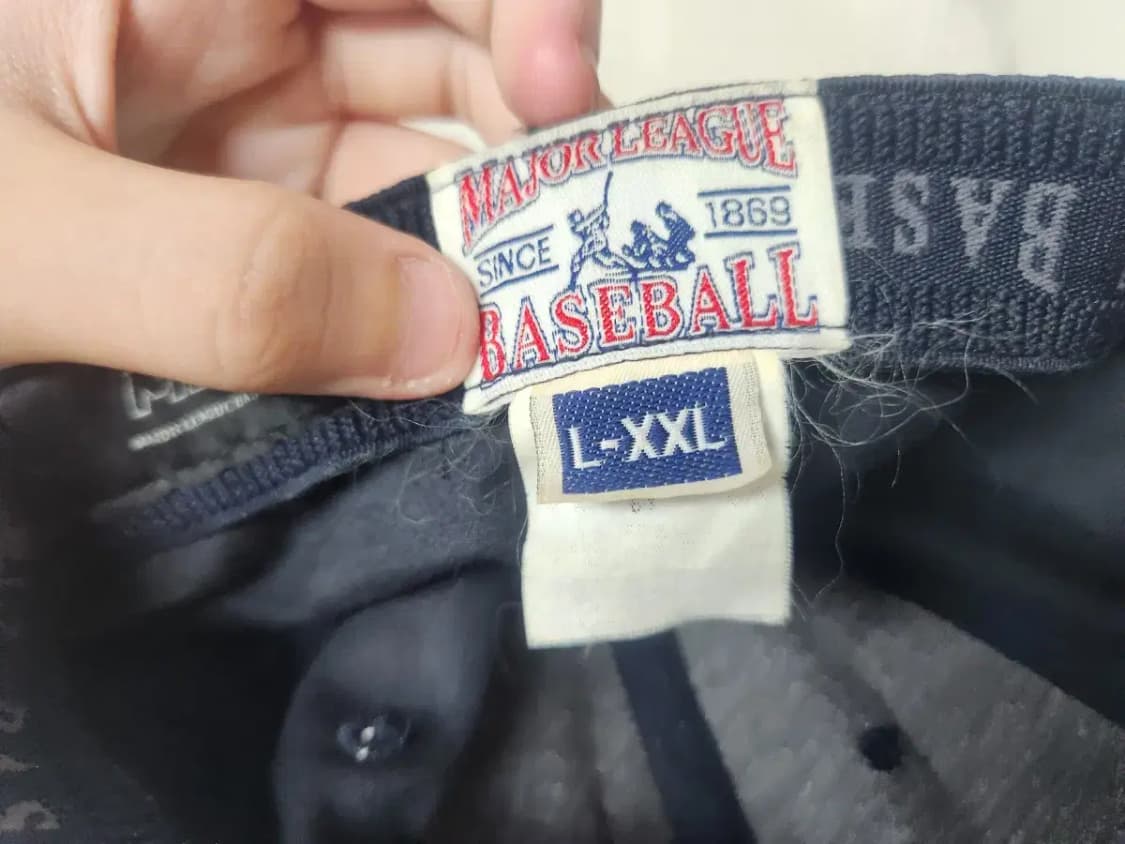 MAJOR LEAGUE
SINCE 1869
BASEBALL
L-XXL
BASE